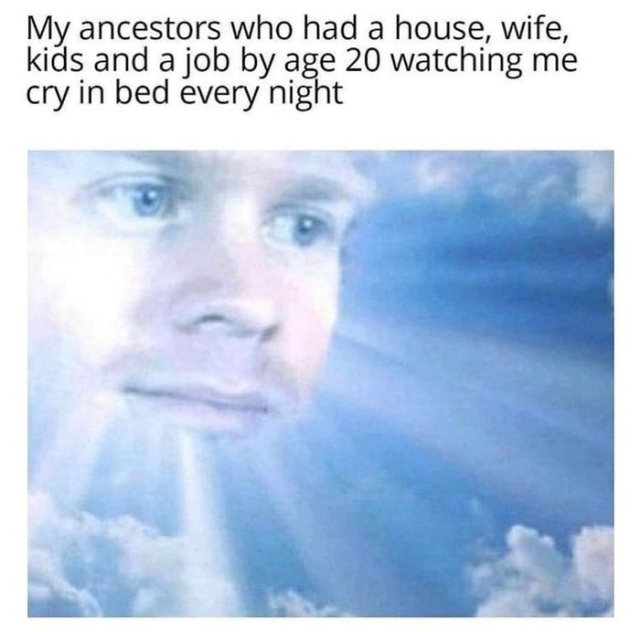 My ancestors who had a house, wife,
kids and a job by age 20 watching me
cry in bed every night